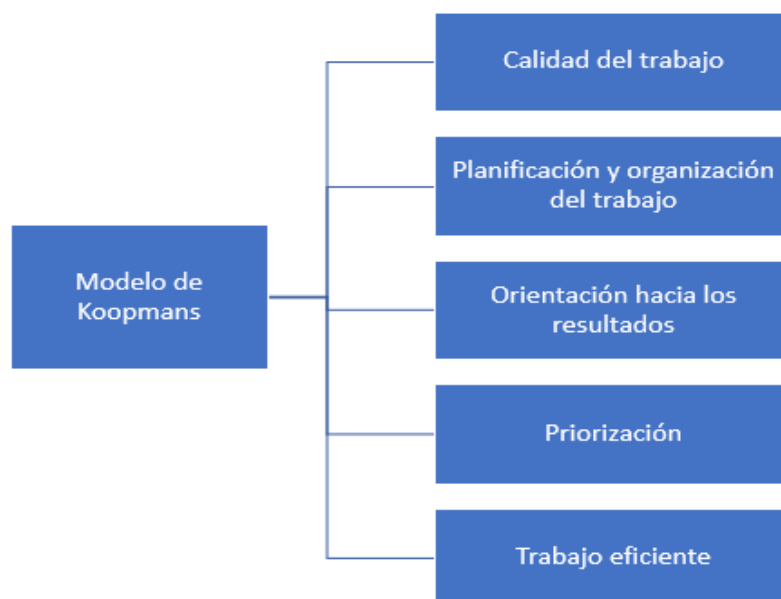 Calidad del trabajo
Planificación y organización
del trabajo
Modelo de
Koopmans
Orientación hacia los
resultados
Priorización
Trabajo eficiente